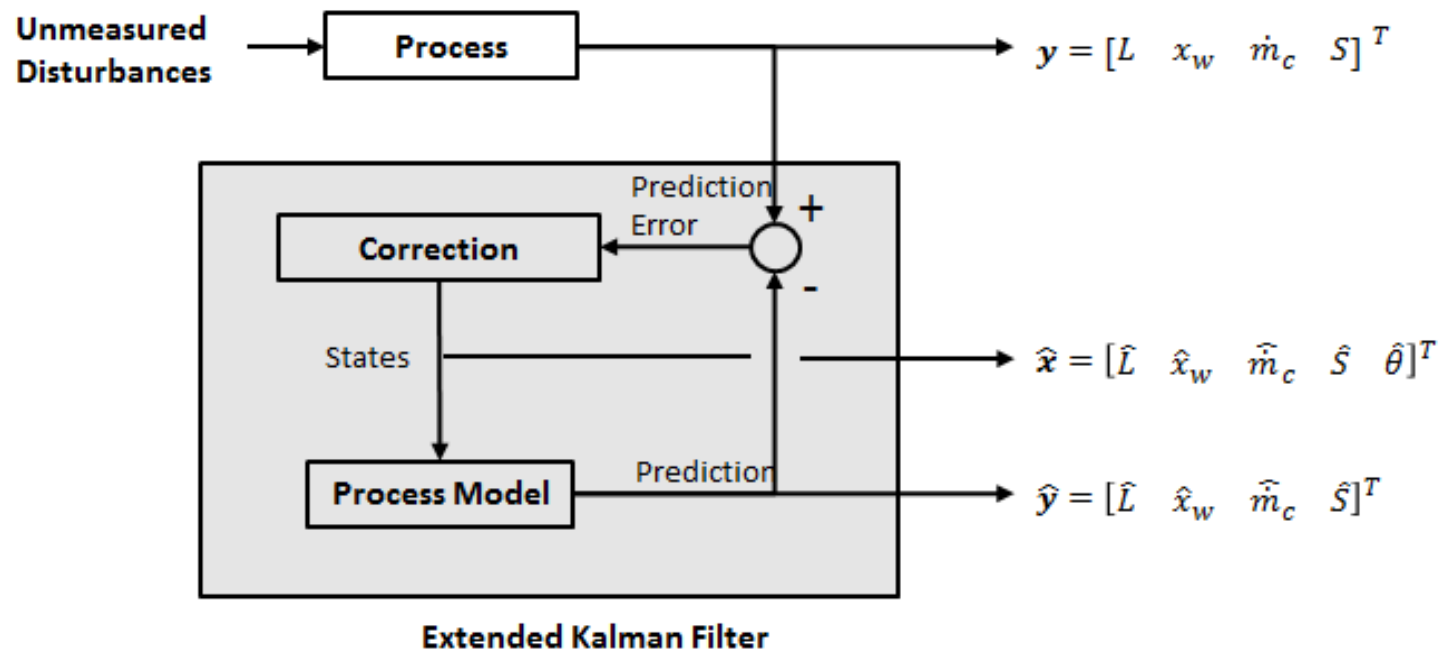 Unmeasured
Disturbances
Process
𝒚 = [L x_w ṁ_c S]^T
Prediction
Error
+
Correction
-
States
𝒙̂ = [L̂ x̂_w ṁ̂_c Ŝ θ̂]^T
Prediction
Process Model
𝒚̂ = [L̂ x̂_w ṁ̂_c Ŝ]^T
Extended Kalman Filter